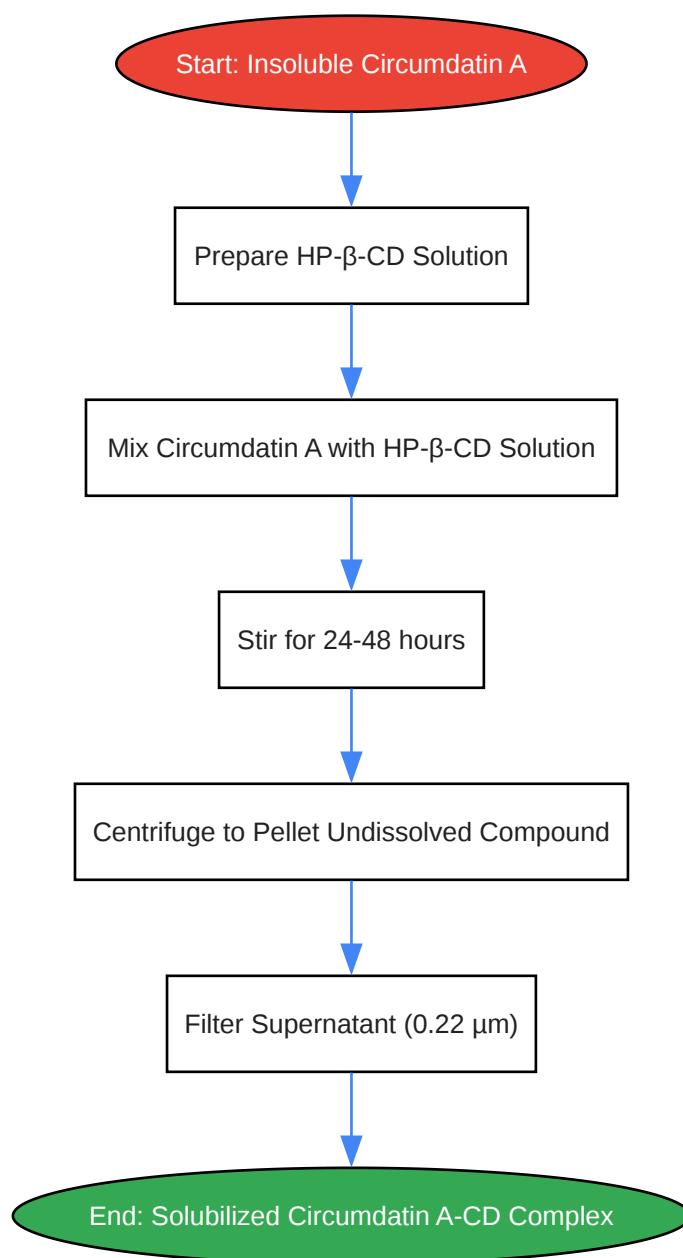 Start: Insoluble Circumdatin A
Prepare HP-β-CD Solution
Mix Circumdatin A with HP-β-CD Solution
Stir for 24-48 hours
Centrifuge to Pellet Undissolved Compound
Filter Supernatant (0.22 µm)
End: Solubilized Circumdatin A-CD Complex